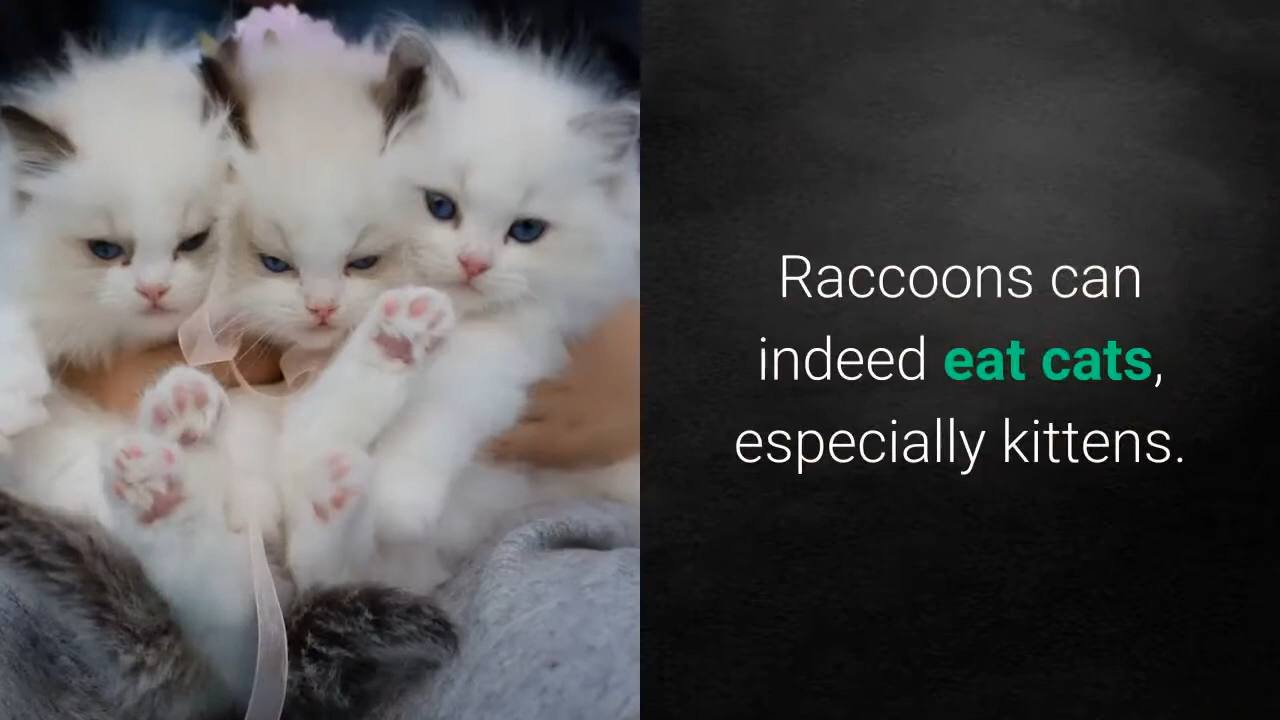 Raccoons can
indeed eat cats,
especially kittens.